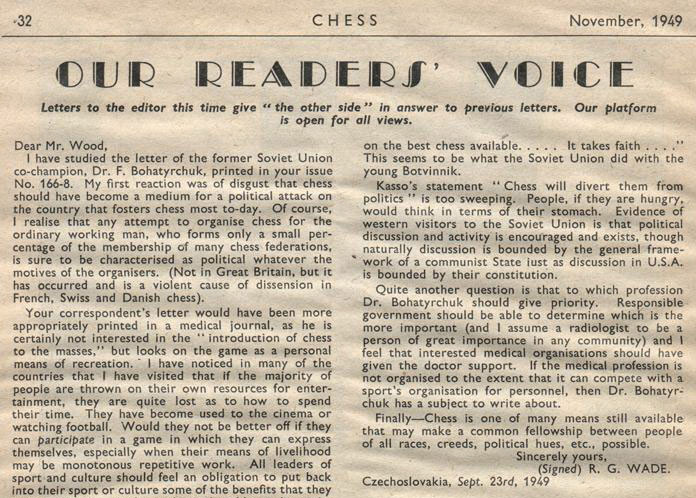 32
CHESS
November, 1949
OUR READERS' VOICE
Letters to the editor this time give "the other side" in answer to previous letters. Our platform
is open for all views.
Dear Mr. Wood,
I have studied the letter of the former Soviet Union
co-champion, Dr. F. Bohatyrchuk, printed in your issue
No. 166-8. My first reaction was of disgust that chess
should have become a medium for a political attack on
the country that fosters chess most to-day. Of course,
I realise that any attempt to organise chess for the
ordinary working man, who forms only a small per-
centage of the membership of many chess federations,
is sure to be characterised as political whatever the
motives of the organisers. (Not in Great Britain, but it
has occurred and is a violent cause of dissension in
French, Swiss and Danish chess).
Your correspondent's letter would have been more
appropriately printed in a medical journal, as he is
certainly not interested in the "introduction of chess
to the masses," but looks on the game as a personal
means of recreation. I have noticed in many of the
countries that I have visited that if the majority of
people are thrown on their own resources for enter-
tainment, they are quite lost as to how to spend
their time. They have become used to the cinema or
watching football. Would they not be better off if they
can participate in a game in which they can express
themselves, especially when their means of livelihood
may be monotonous repetitive work. All leaders of
sport and culture should feel an obligation to put back
into their sport or culture some of the benefits that they
on the best chess available. . . . . It takes faith . . . ."
This seems to be what the Soviet Union did with the
young Botvinnik.
Kasso's statement "Chess will divert them from
politics" is too sweeping. People, if they are hungry,
would think in terms of their stomach. Evidence of
western visitors to the Soviet Union is that political
discussion and activity is encouraged and exists, though
naturally discussion is bounded by the general frame-
work of a communist State just as discussion in U.S.A.
is bounded by their constitution.
Quite another question is that to which profession
Dr. Bohatyrchuk should give priority. Responsible
government should be able to determine which is the
more important (and I assume a radiologist to be a
person of great importance in any community) and I
feel that interested medical organisations should have
given the doctor support. If the medical profession is
not organised to the extent that it can compete with a
sport's organisation for personnel, then Dr. Bohatyr-
chuk has a subject to write about.
Finally—Chess is one of many means still available
that may make a common fellowship between people
of all races, creeds, political hues, etc., possible.
Sincerely yours,
(Signed) R. G. WADE.
Czechoslovakia, Sept. 23rd, 1949